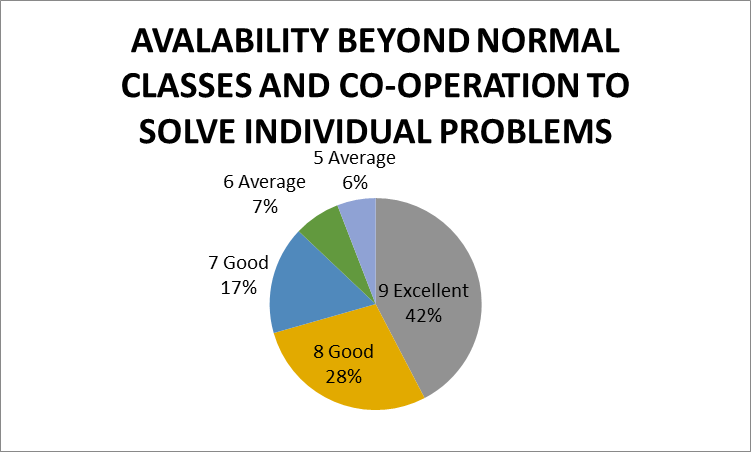 AVALABILITY BEYOND NORMAL
CLASSES AND CO-OPERATION TO
SOLVE INDIVIDUAL PROBLEMS
5 Average
6%
6 Average
7%
7 Good
17%
9 Excellent
42%
8 Good
28%